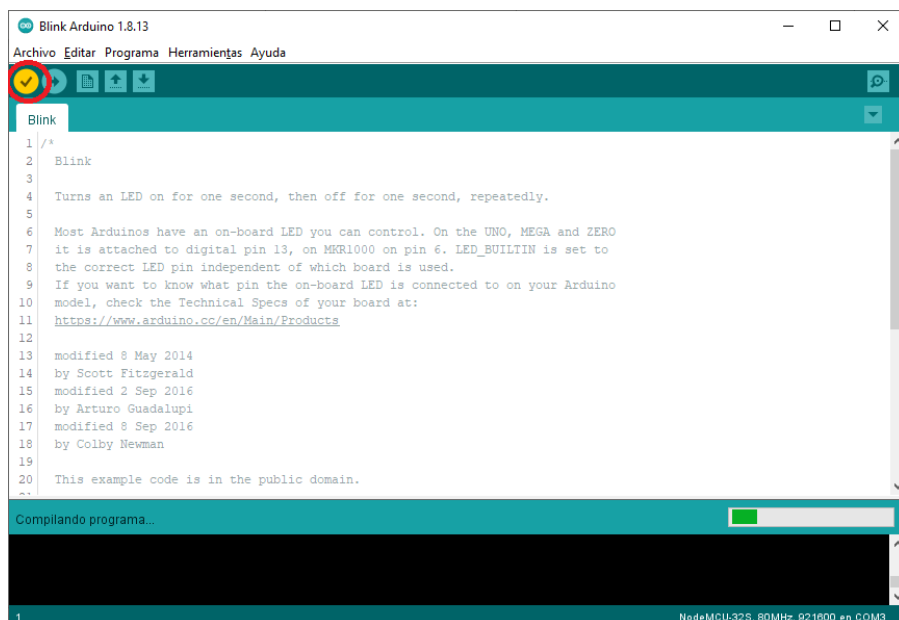 Blink Arduino 1.8.13
Archivo Editar Programa Herramientas Ayuda
Blink
1 /*
2 Blink
3
4 Turns an LED on for one second, then off for one second, repeatedly.
5
6 Most Arduinos have an on-board LED you can control. On the UNO, MEGA and ZERO
7 it is attached to digital pin 13, on MKR1000 on pin 6. LED_BUILTIN is set to
8 the correct LED pin independent of which board is used.
9 If you want to know what pin the on-board LED is connected to on your Arduino
10 model, check the Technical Specs of your board at:
11 https://www.arduino.cc/en/Main/Products
12
13 modified 8 May 2014
14 by Scott Fitzgerald
15 modified 2 Sep 2016
16 by Arturo Guadalupi
17 modified 8 Sep 2016
18 by Colby Newman
19
20 This example code is in the public domain.
Compilando programa...
1 NodeMCU-32S, 80MHz, 921600 en COM3